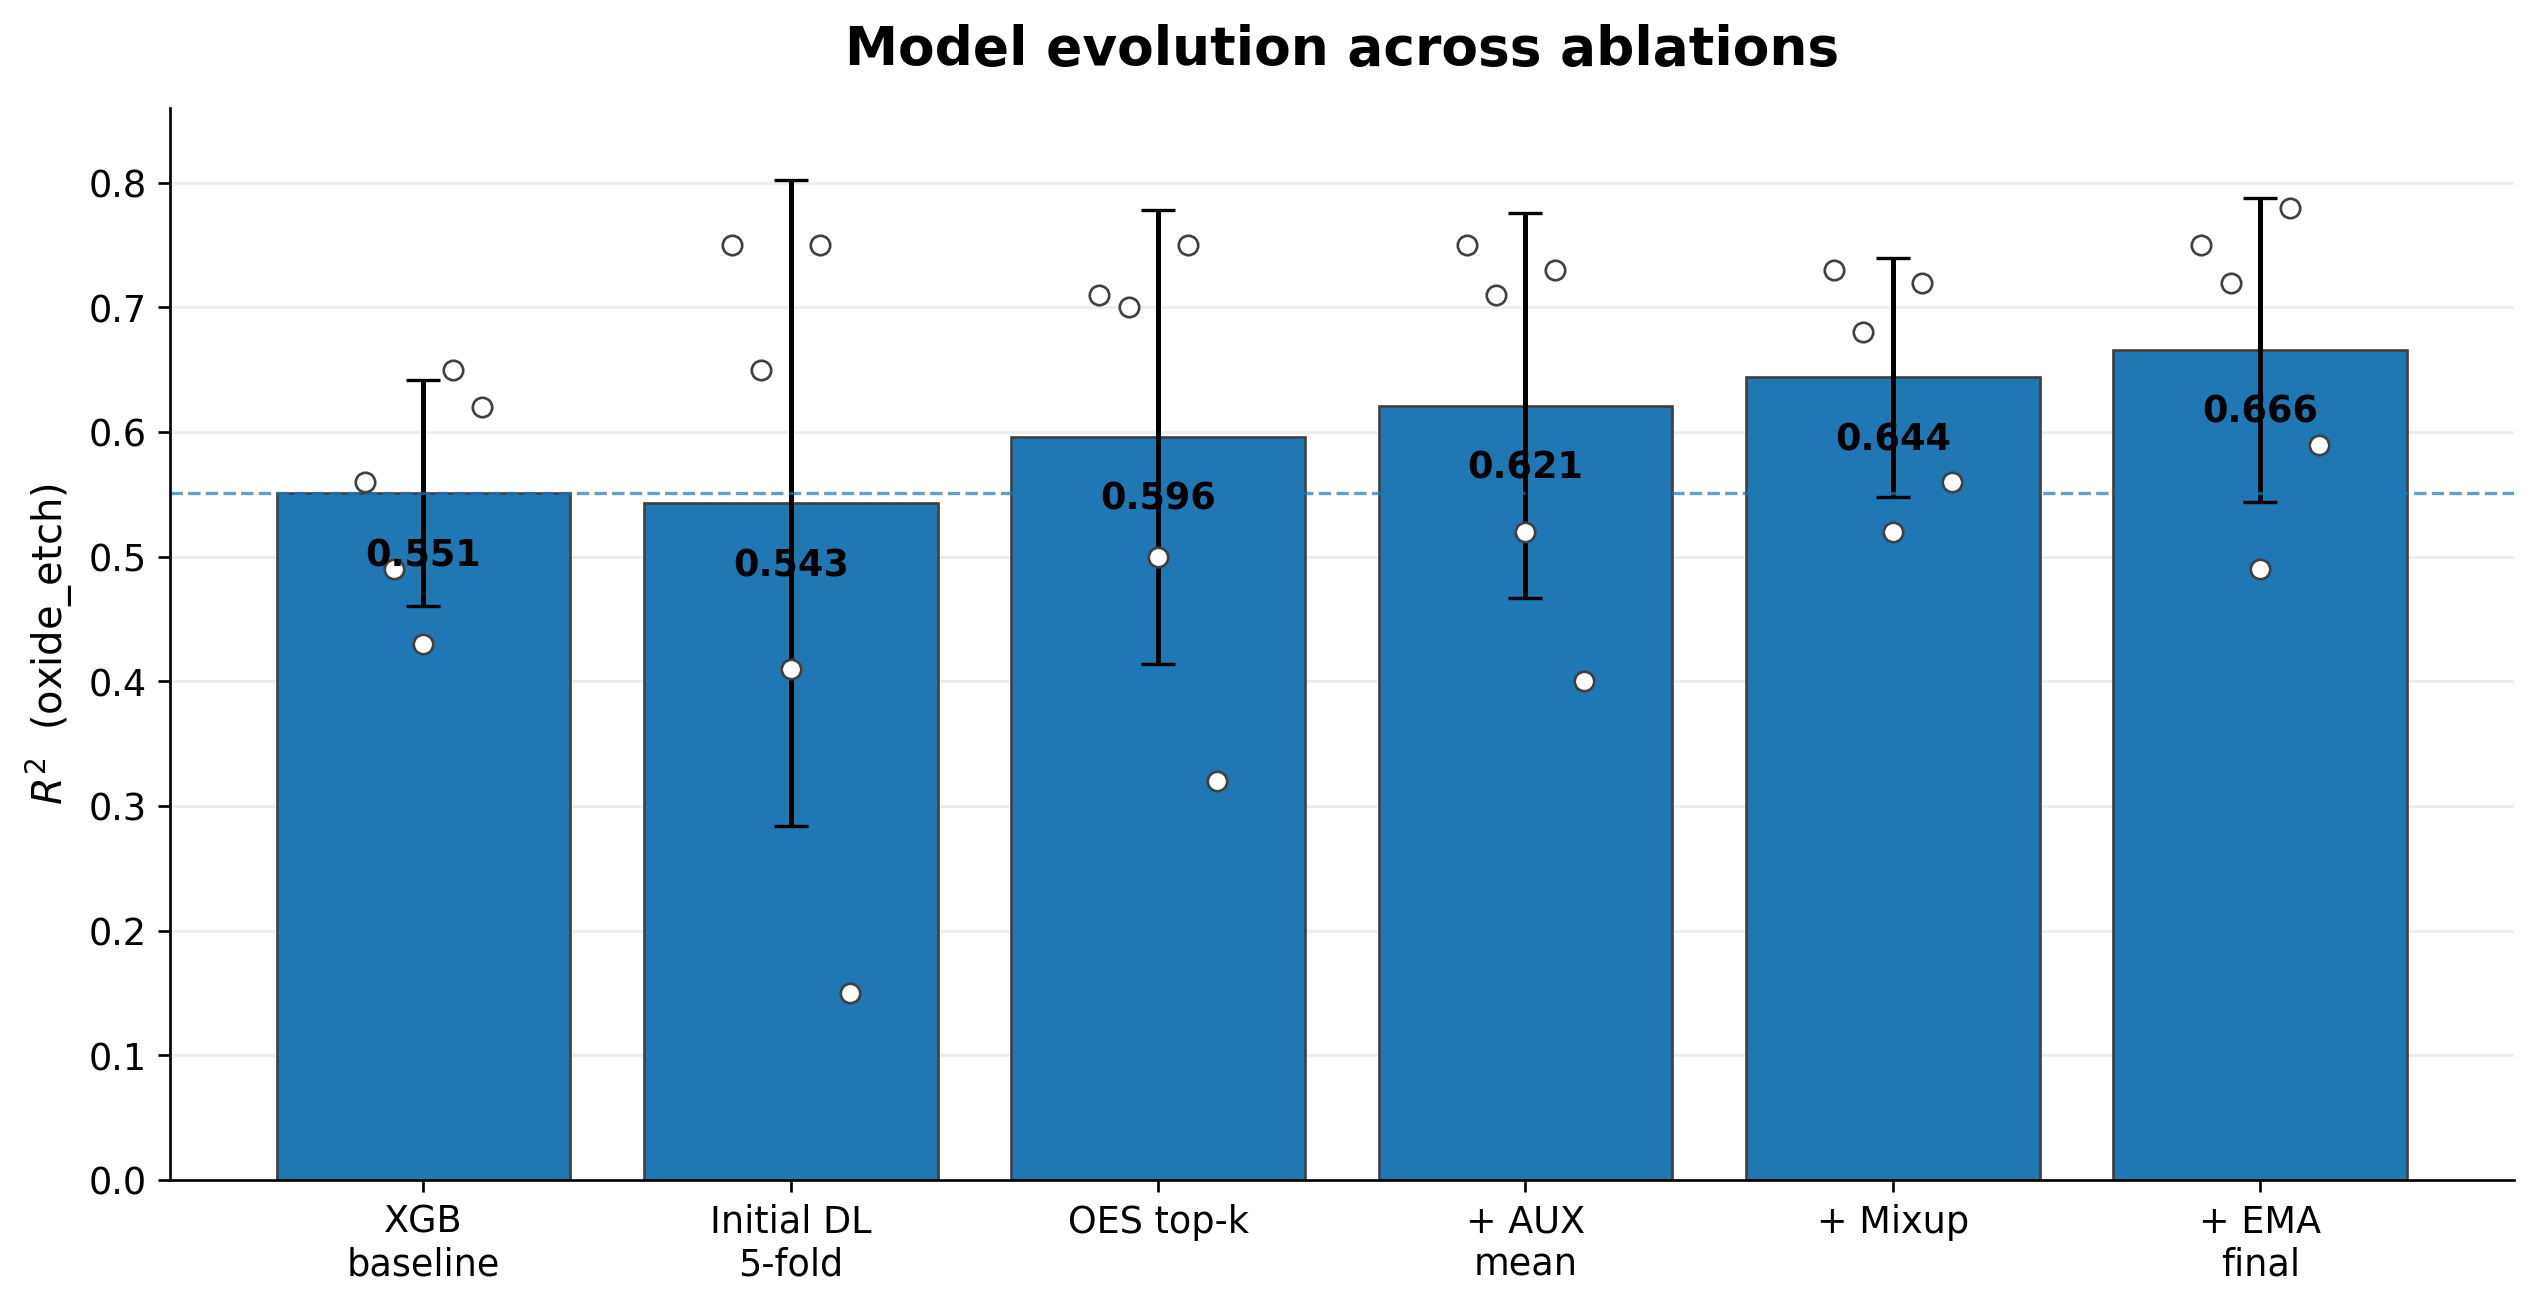 Model evolution across ablations
R² (oxide_etch)
0.8
0.7
0.6
0.5
0.4
0.3
0.2
0.1
0.0
0.551
0.543
0.596
0.621
0.644
0.666
XGB
baseline
Initial DL
5-fold
OES top-k
+ AUX
mean
+ Mixup
+ EMA
final